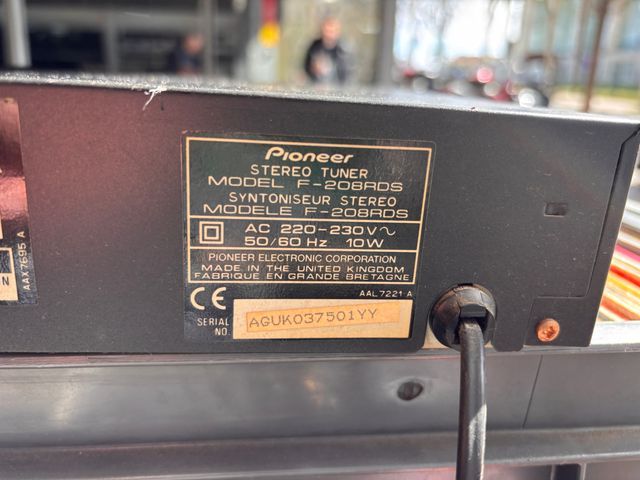 Pioneer
STEREO TUNER
MODEL F-208RDS
SYNTONISEUR STEREO
MODELE F-208RDS
AC 220-230V~
50/60 Hz 10W
PIONEER ELECTRONIC CORPORATION
MADE IN THE UNITED KINGDOM
FABRIQUE EN GRANDE BRETAGNE
CE
AAL7221-A
SERIAL NO.
AGUK037501YY
AAX7695 A